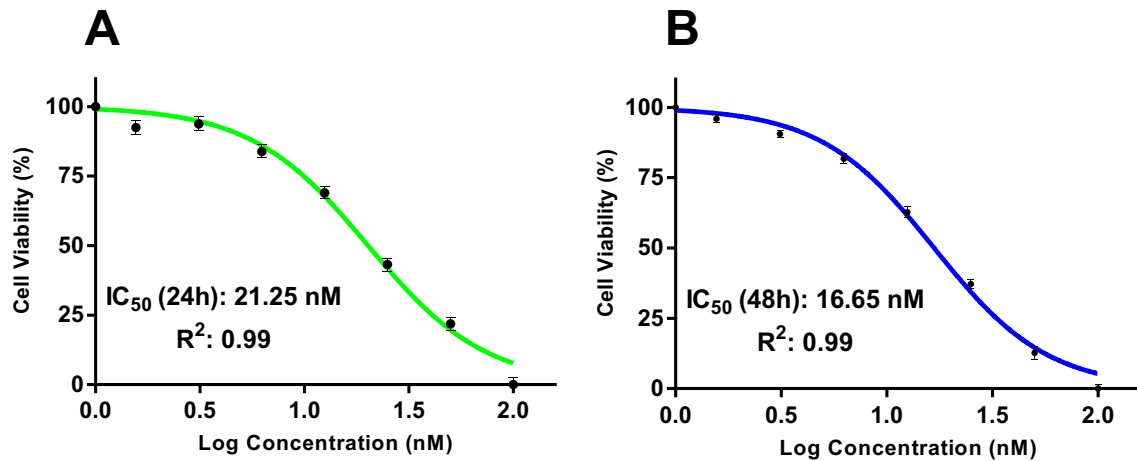 A
Cell Viability (%)
100
75
50
25
0
IC50 (24h): 21.25 nM
R2: 0.99
0.0 0.5 1.0 1.5 2.0
Log Concentration (nM)
B
Cell Viability (%)
100
75
50
25
0
IC50 (48h): 16.65 nM
R2: 0.99
0.0 0.5 1.0 1.5 2.0
Log Concentration (nM)